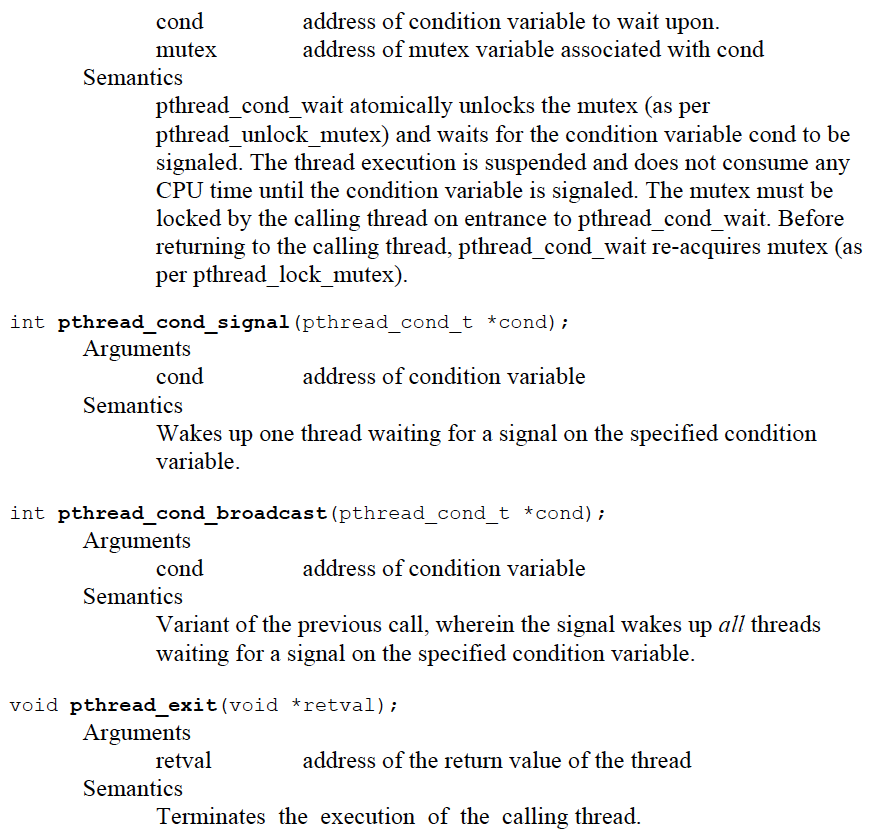 cond address of condition variable to wait upon.
mutex address of mutex variable associated with cond
Semantics
pthread_cond_wait atomically unlocks the mutex (as per
pthread_unlock_mutex) and waits for the condition variable cond to be
signaled. The thread execution is suspended and does not consume any
CPU time until the condition variable is signaled. The mutex must be
locked by the calling thread on entrance to pthread_cond_wait. Before
returning to the calling thread, pthread_cond_wait re-acquires mutex (as
per pthread_lock_mutex).
int pthread_cond_signal(pthread_cond_t *cond);
Arguments
cond address of condition variable
Semantics
Wakes up one thread waiting for a signal on the specified condition
variable.
int pthread_cond_broadcast(pthread_cond_t *cond);
Arguments
cond address of condition variable
Semantics
Variant of the previous call, wherein the signal wakes up all threads
waiting for a signal on the specified condition variable.
void pthread_exit(void *retval);
Arguments
retval address of the return value of the thread
Semantics
Terminates the execution of the calling thread.